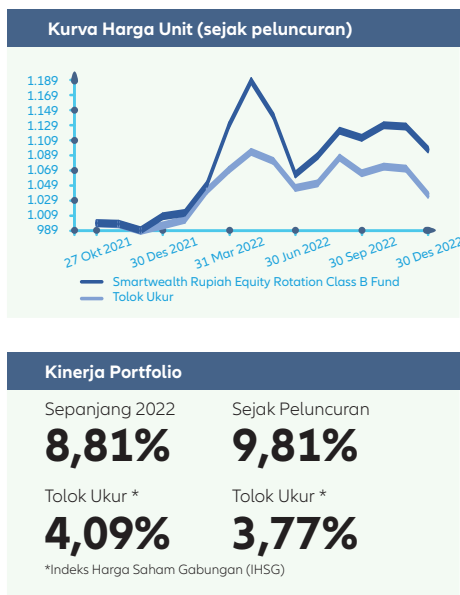 Kurva Harga Unit (sejak peluncuran)
1.189
1.169
1.149
1.129
1.109
1.089
1.069
1.049
1.029
1.009
989
27 Okt 2021
30 Des 2021
31 Mar 2022
30 Jun 2022
30 Sep 2022
30 Des 2022
Smartwealth Rupiah Equity Rotation Class B Fund
Tolok Ukur
Kinerja Portfolio
Sepanjang 2022 Sejak Peluncuran
8,81% 9,81%
Tolok Ukur * Tolok Ukur *
4,09% 3,77%
*Indeks Harga Saham Gabungan (IHSG)